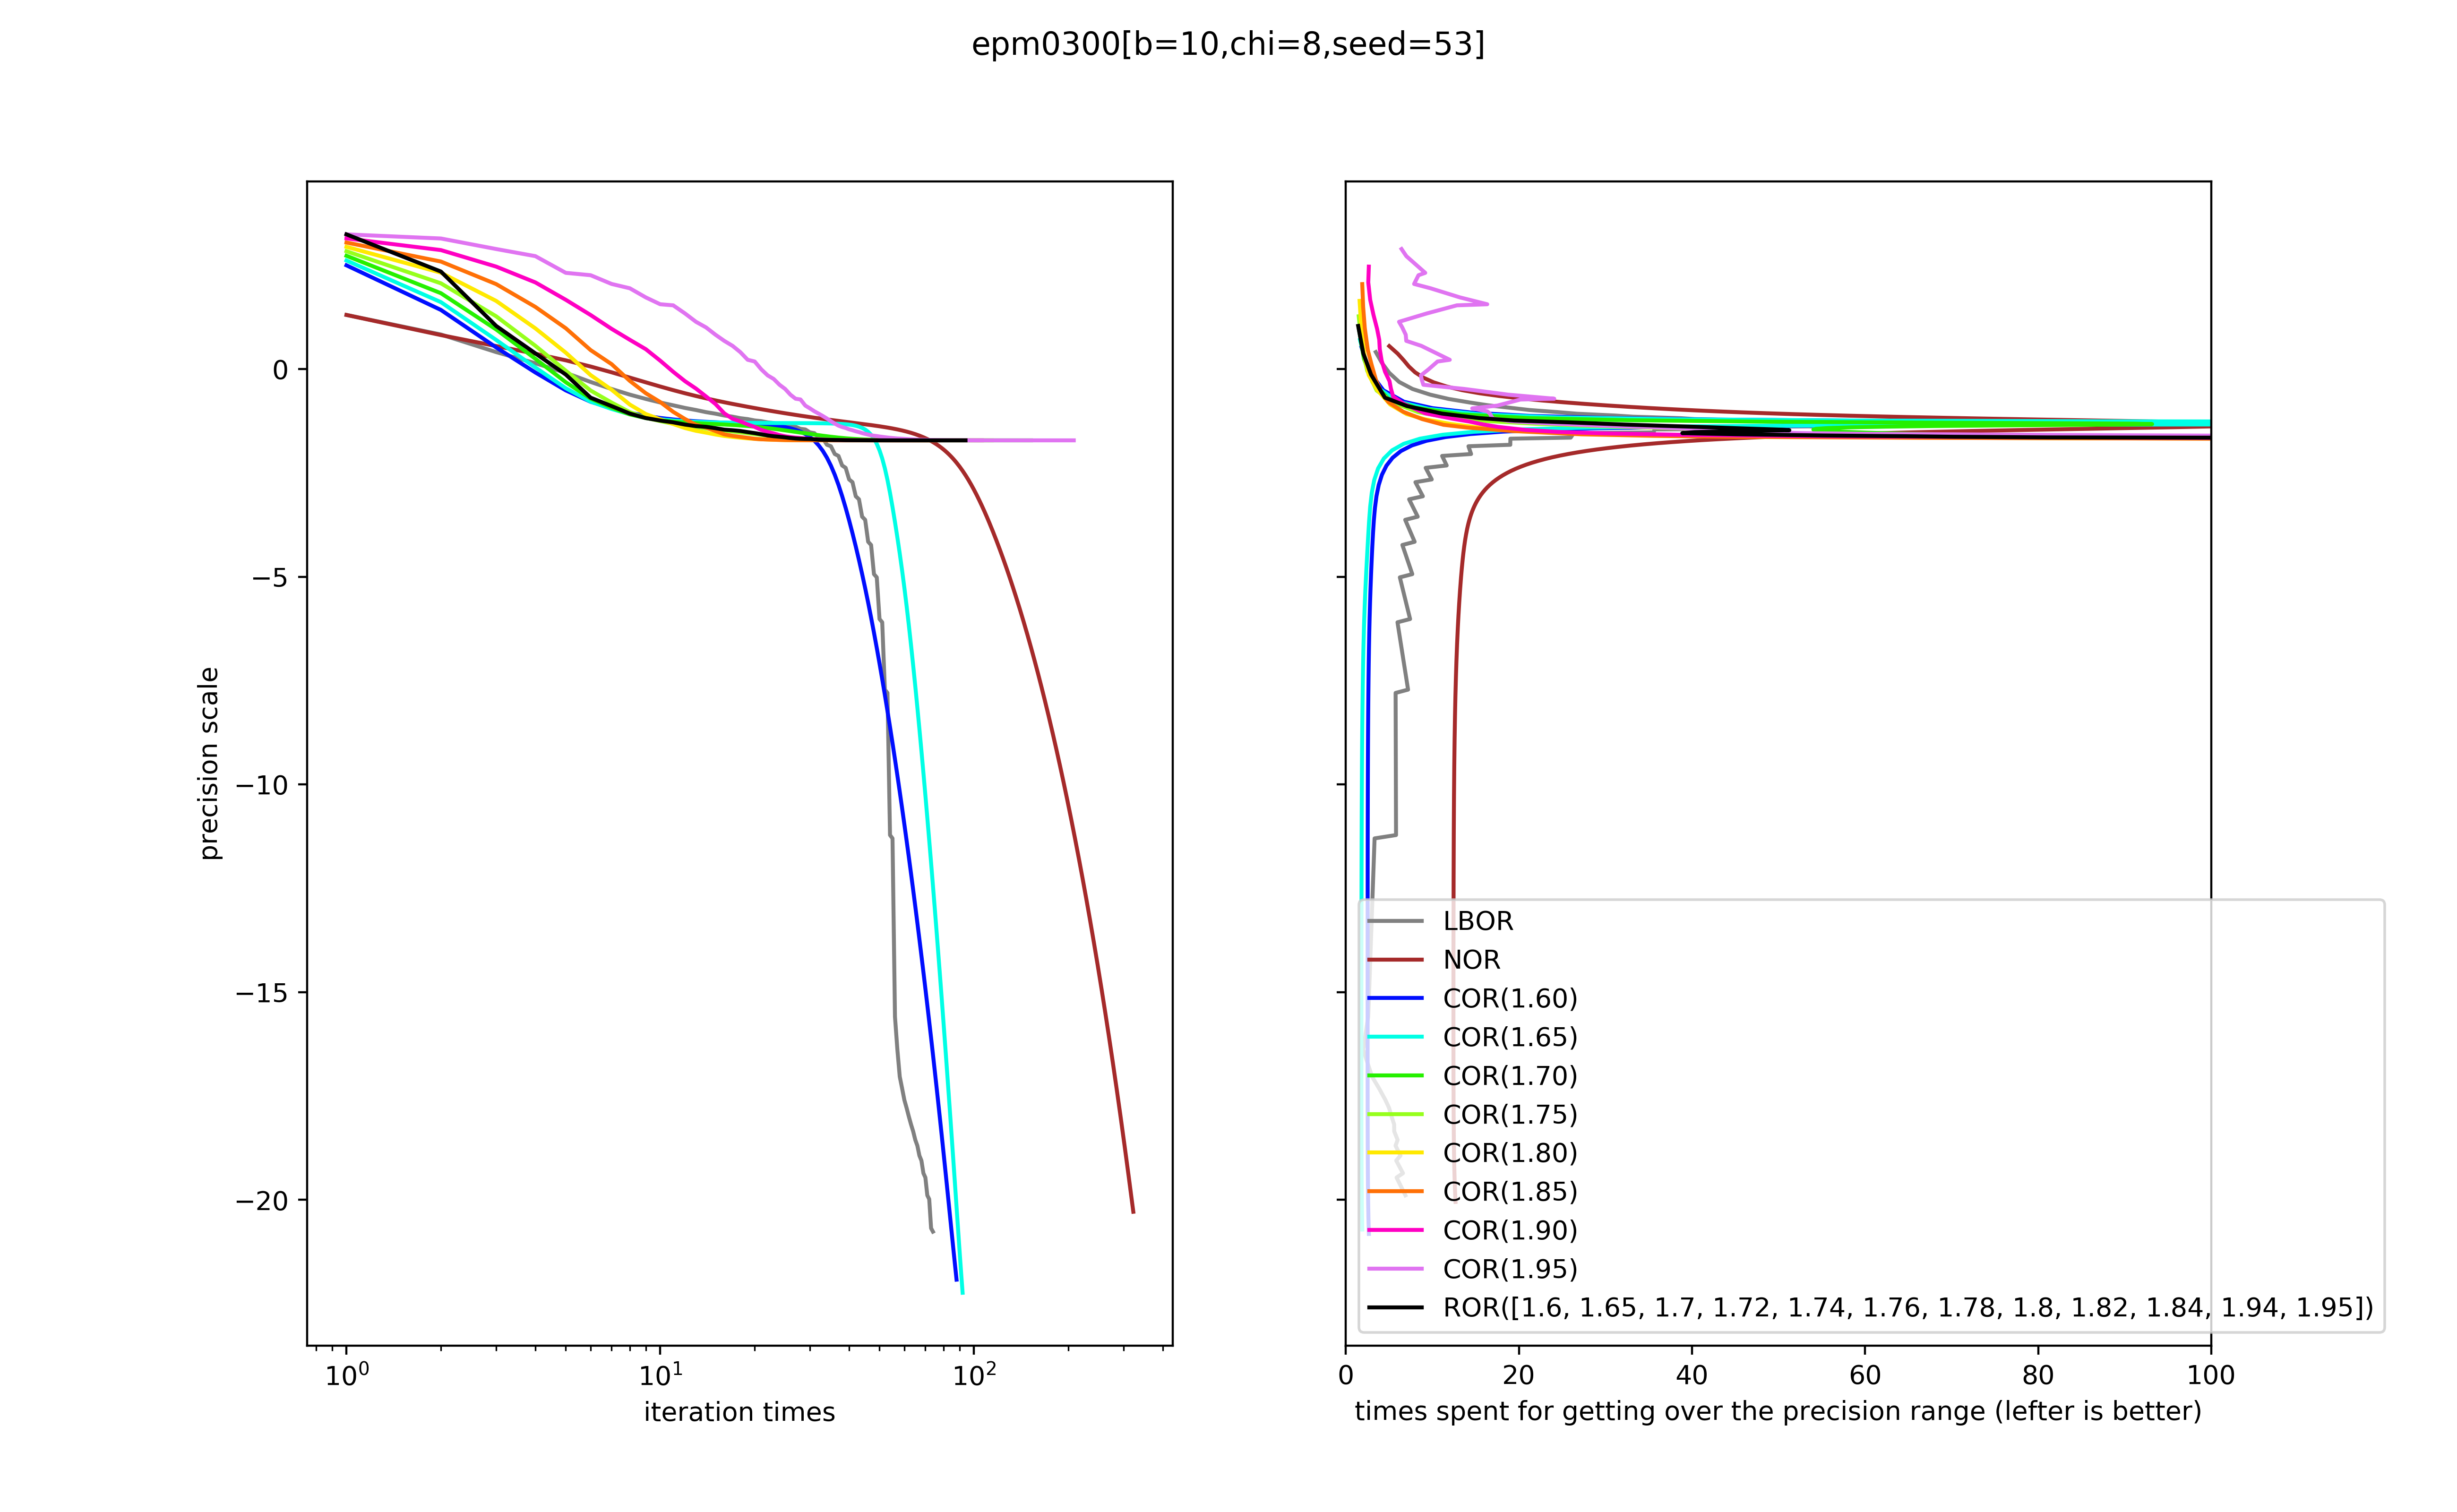 epm0300[b=10,chi=8,seed=53]
precision scale
0
−5
−10
−15
−20
10⁰
10¹
10²
iteration times
LBOR
NOR
COR(1.60)
COR(1.65)
COR(1.70)
COR(1.75)
COR(1.80)
COR(1.85)
COR(1.90)
COR(1.95)
ROR([1.6, 1.65, 1.7, 1.72, 1.74, 1.76, 1.78, 1.8, 1.82, 1.84, 1.94, 1.95])
0 20 40 60 80 100
times spent for getting over the precision range (lefter is better)